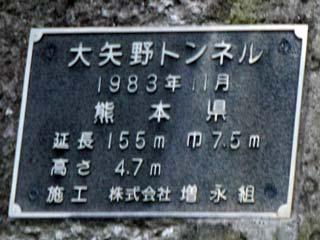 大矢野トンネル
1983年11月
熊本県
延長 155m 巾7.5m
高さ 4.7m
施工 株式会社 増永組